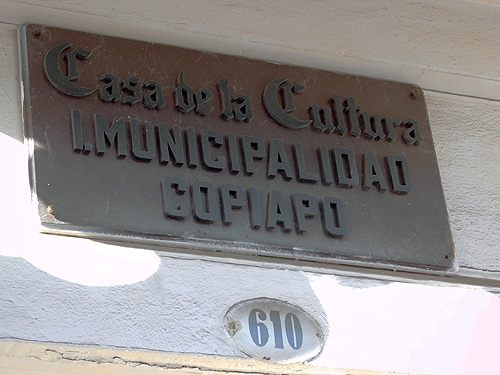 Casa de la Cultura
I.MUNICIPALIDAD
COPIAPO
610